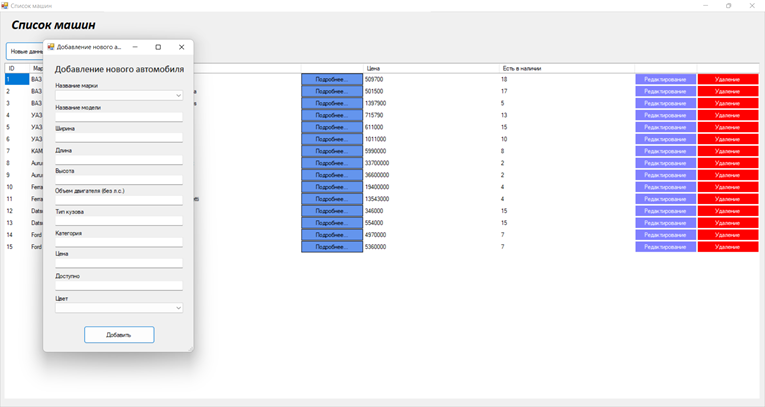 Список машин
Список машин
Новые данн
Добавление нового а...
Добавление нового автомобиля
Название марки
Название модели
Ширина
Длина
Высота
Объем двигателя (без л.с.)
Тип кузова
Категория
Цена
Доступно
Цвет
Добавить
ID Мар Цена Есть в наличии
1 ВАЗ Подробнее... 509700 18 Редактирование Удаление
2 ВАЗ Подробнее... 501500 17 Редактирование Удаление
3 ВАЗ Подробнее... 1397900 5 Редактирование Удаление
4 УАЗ Подробнее... 715790 13 Редактирование Удаление
5 УАЗ Подробнее... 611000 15 Редактирование Удаление
6 УАЗ Подробнее... 1011000 10 Редактирование Удаление
7 КАМ Подробнее... 5990000 8 Редактирование Удаление
8 Auru Подробнее... 33700000 2 Редактирование Удаление
9 Auru Подробнее... 36600000 2 Редактирование Удаление
10 Ferra Подробнее... 19400000 4 Редактирование Удаление
11 Ferra Подробнее... 13543000 4 Редактирование Удаление
12 Datsu Подробнее... 346000 15 Редактирование Удаление
13 Datsu Подробнее... 554000 15 Редактирование Удаление
14 Ford Подробнее... 4970000 7 Редактирование Удаление
15 Ford Подробнее... 5360000 7 Редактирование Удаление